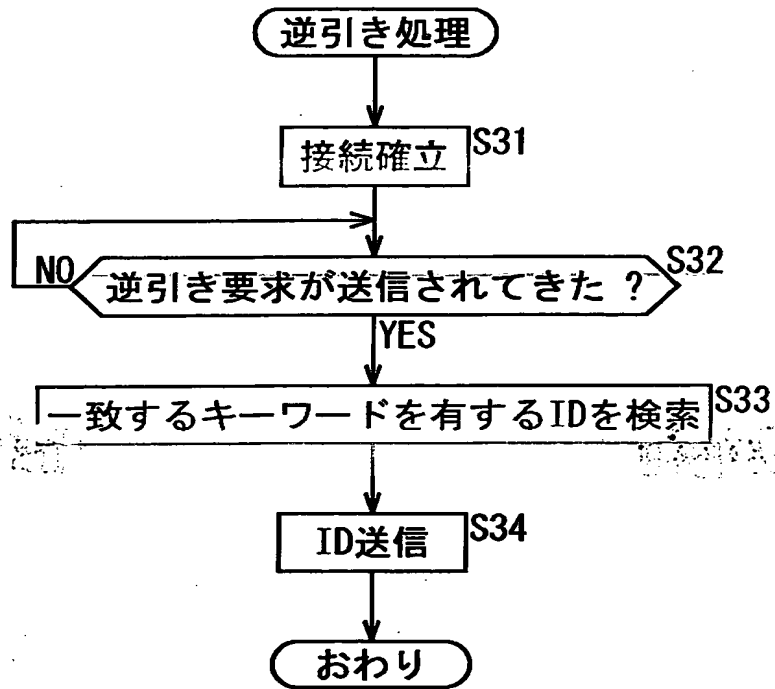 逆引き処理
接続確立 S31
逆引き要求が送信されてきた ? S32
NO
YES
一致するキーワードを有するIDを検索 S33
ID送信 S34
おわり